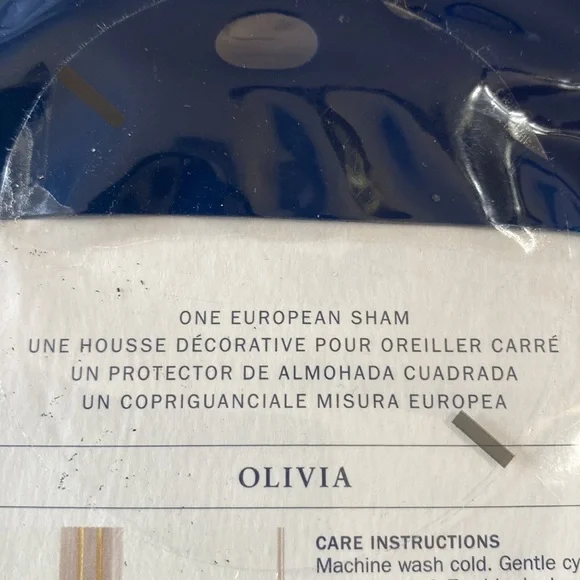 ONE EUROPEAN SHAM
UNE HOUSSE DÉCORATIVE POUR OREILLER CARRÉ
UN PROTECTOR DE ALMOHADA CUADRADA
UN COPRIGUANCIALE MISURA EUROPEA
OLIVIA
CARE INSTRUCTIONS
Machine wash cold. Gentle cy